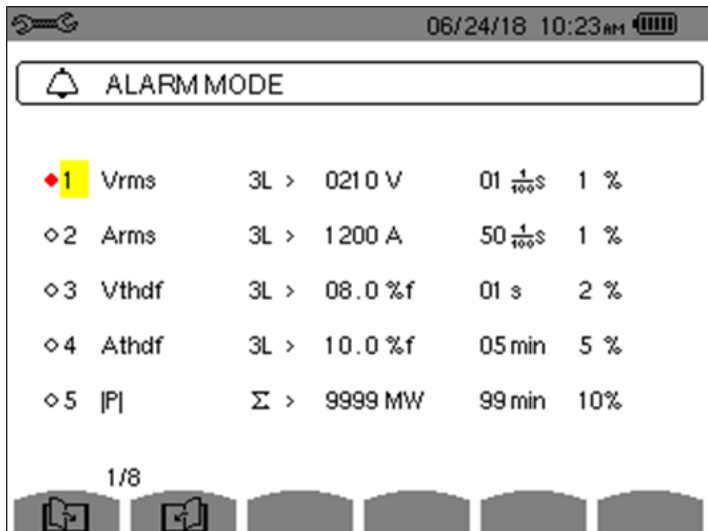 06/24/18 10:23AM
ALARM MODE
1 Vrms 3L > 0210 V 01 1/100 s 1 %
2 Arms 3L > 1200 A 50 1/100 s 1 %
3 Vthdf 3L > 08.0 %f 01 s 2 %
4 Athdf 3L > 10.0 %f 05 min 5 %
5 |P| Σ > 9999 MW 99 min 10%
1/8